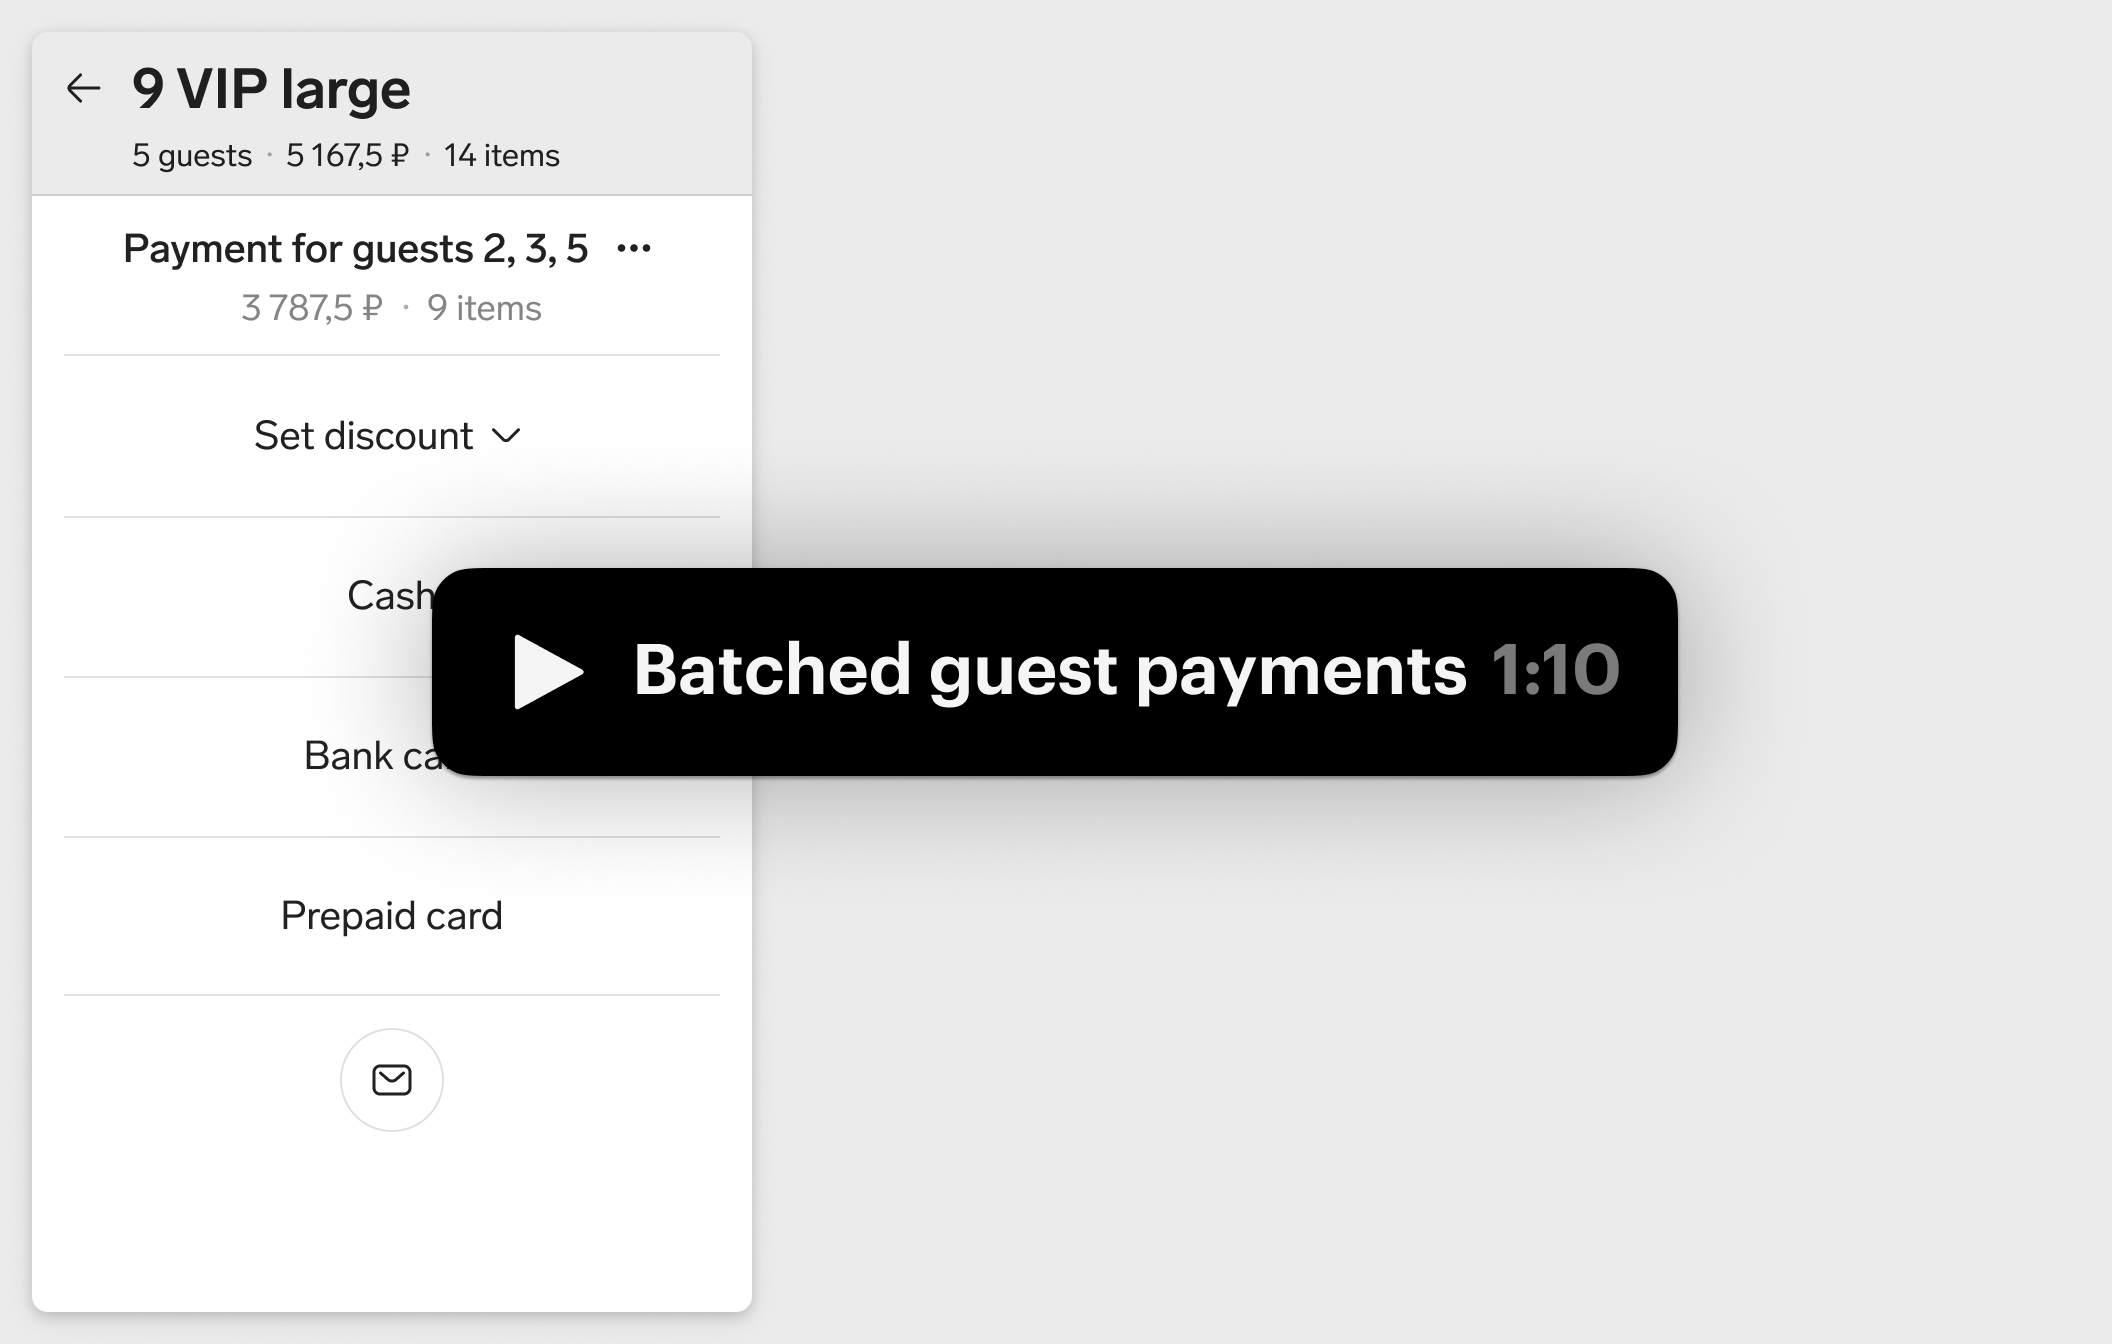 9 VIP large
5 guests · 5 167,5 ₽ · 14 items
Payment for guests 2, 3, 5 •••
3 787,5 ₽ · 9 items
Set discount
Cash
Batched guest payments 1:10
Bank
Prepaid card